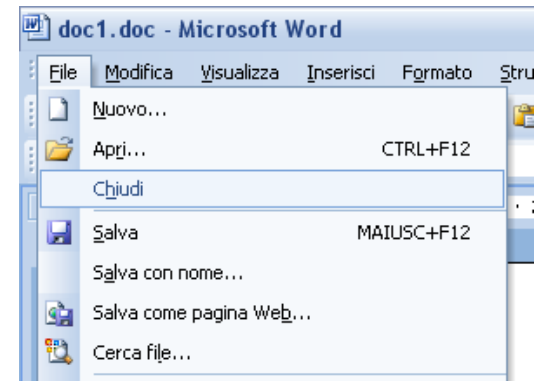 doc1.doc - Microsoft Word
File Modifica Visualizza Inserisci Formato Stru
Nuovo...
Apri... CTRL+F12
Chiudi
Salva MAIUSC+F12
Salva con nome...
Salva come pagina Web...
Cerca file...